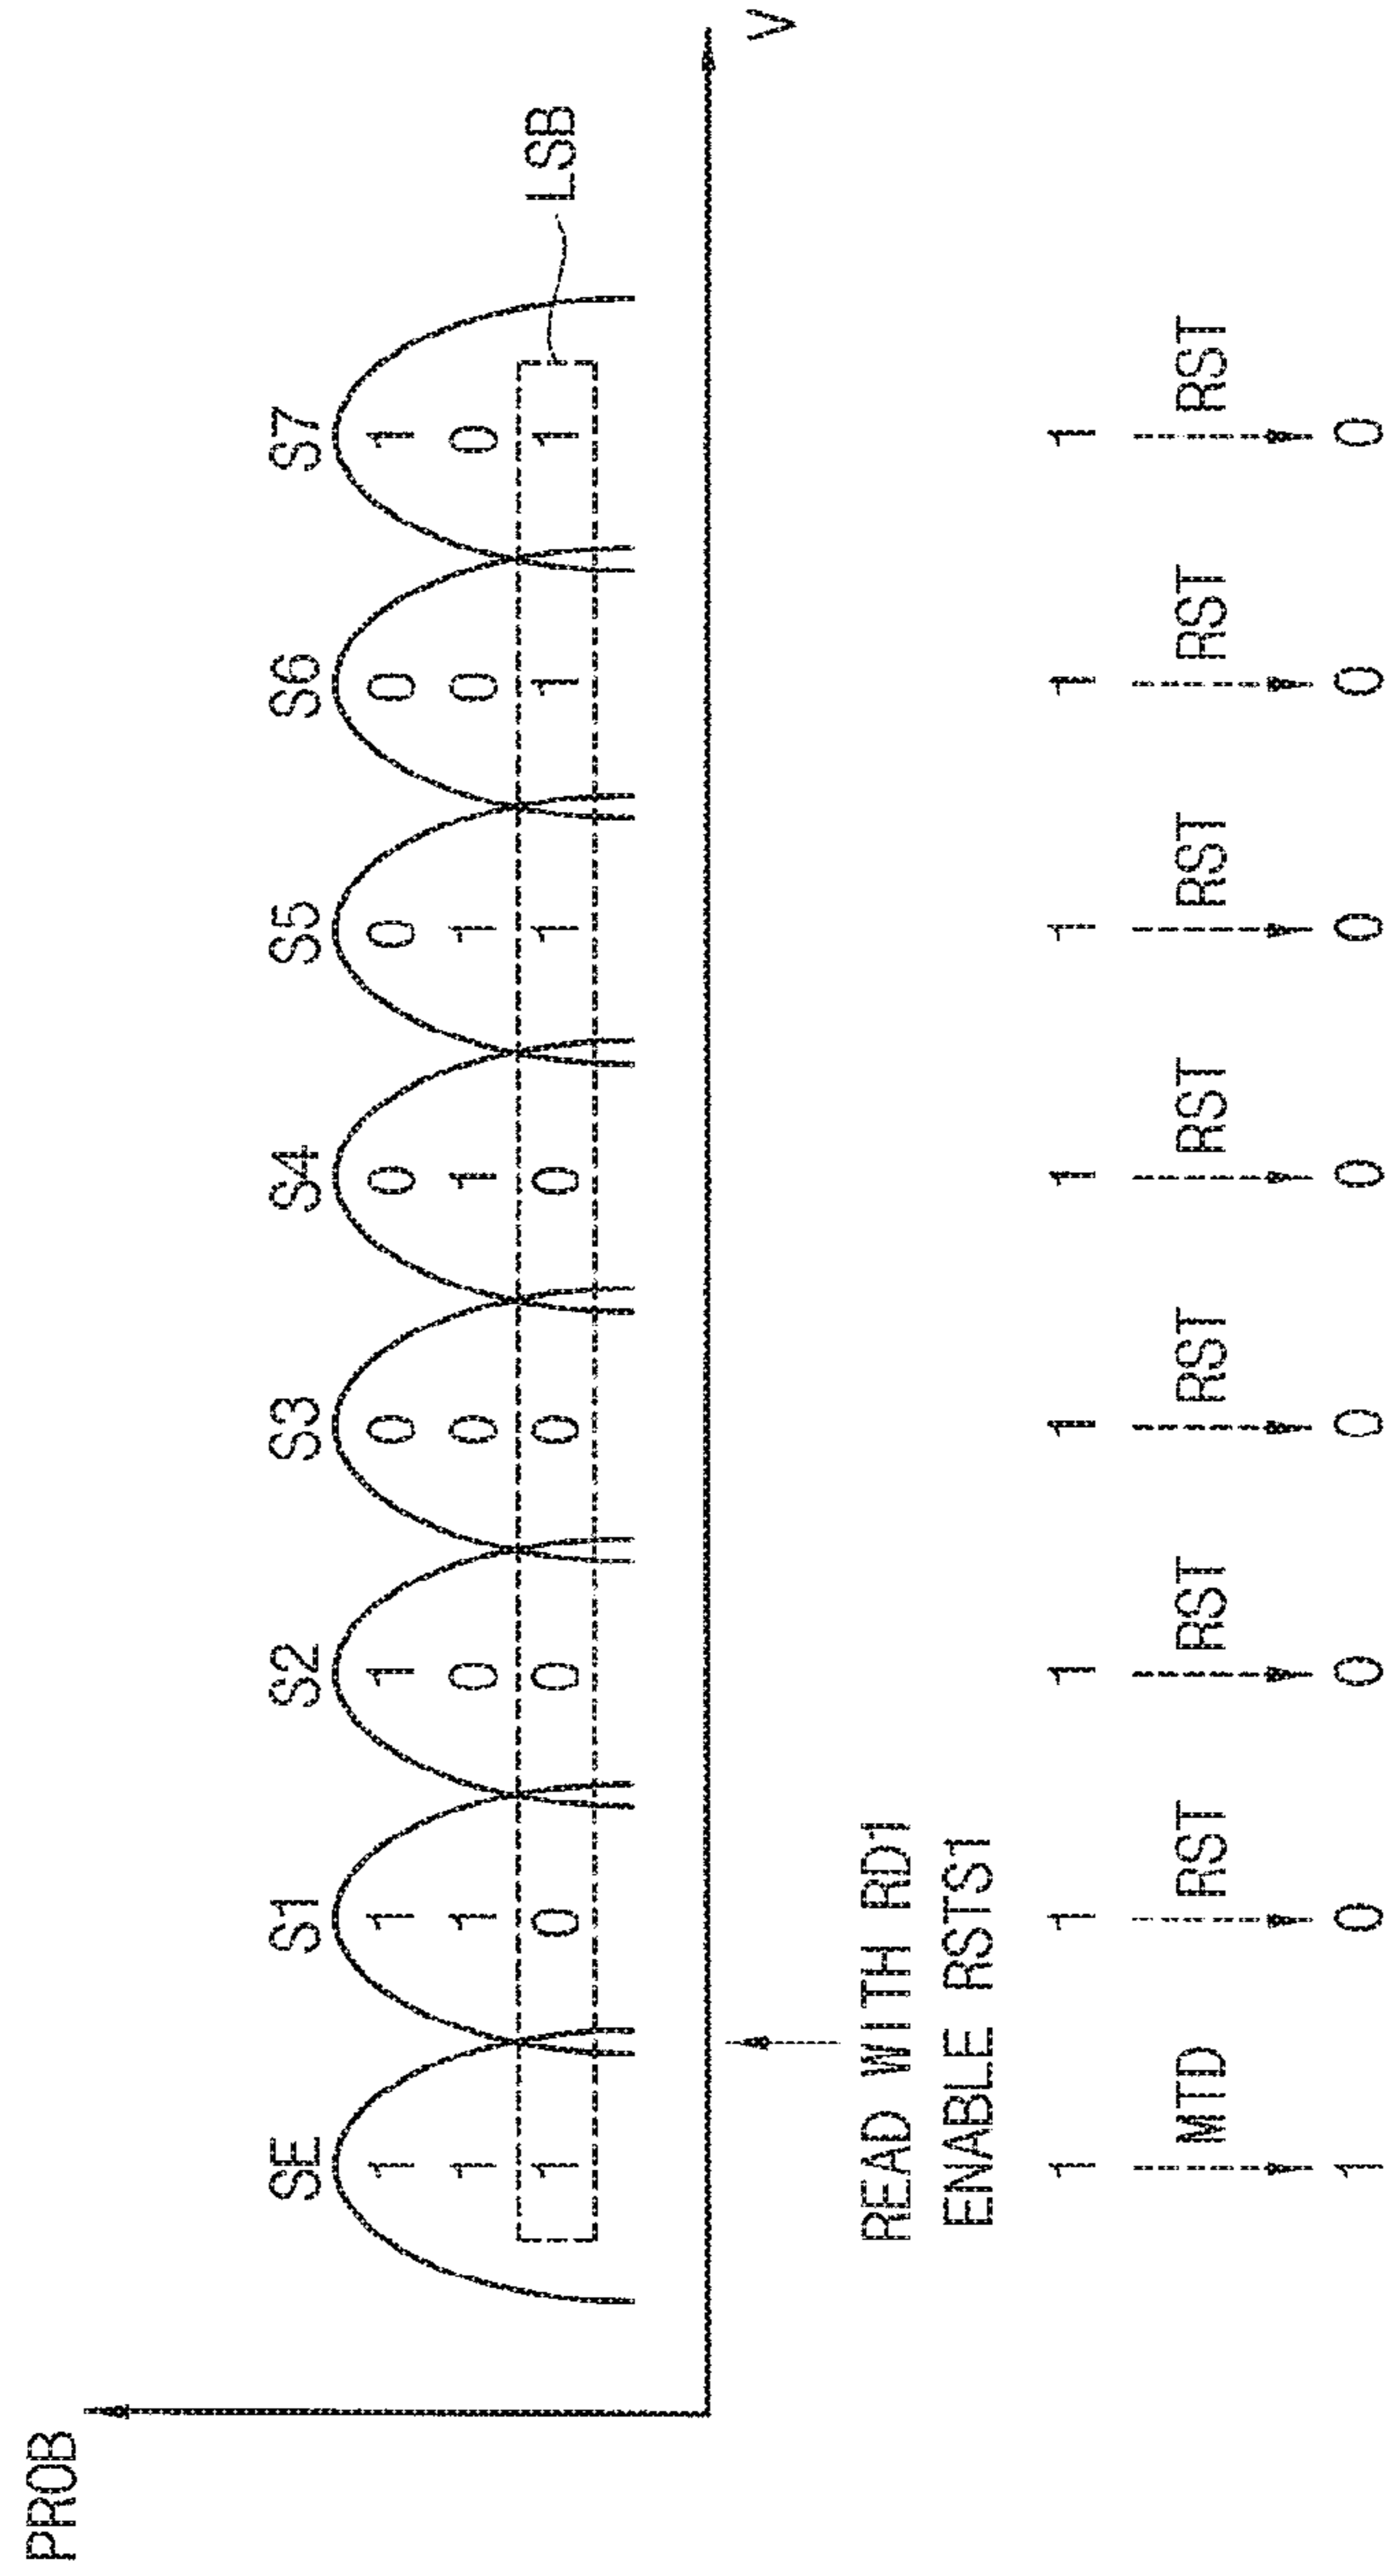 PROB
SE S1 S2 S3 S4 S5 S6 S7
1 1 1 0 0 0 0 1
1 1 0 0 1 1 0 0
1 0 0 0 0 1 1 1
LSB
V
READ WITH RD1
ENABLE RSTS1
1 1 1 1 1 1 1 1
MTD RST RST RST RST RST RST RST
1 0 0 0 0 0 0 0